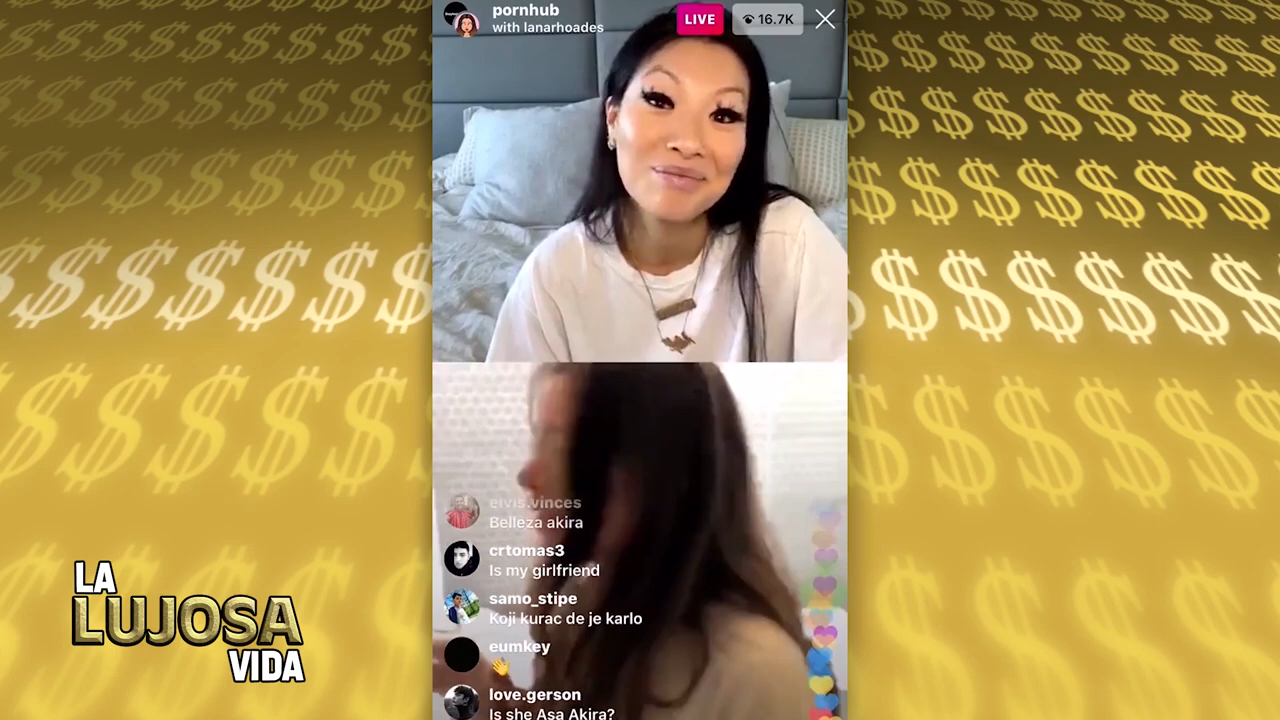 pornhub
with lanarhoades
LIVE
16.7K
elvis.vinces
Belleza akira
crtomas3
Is my girlfriend
samo_stipe
Koji kurac de je karlo
eumkey
👋
love.gerson
Is she Asa Akira?
LA
LUJOSA
VIDA